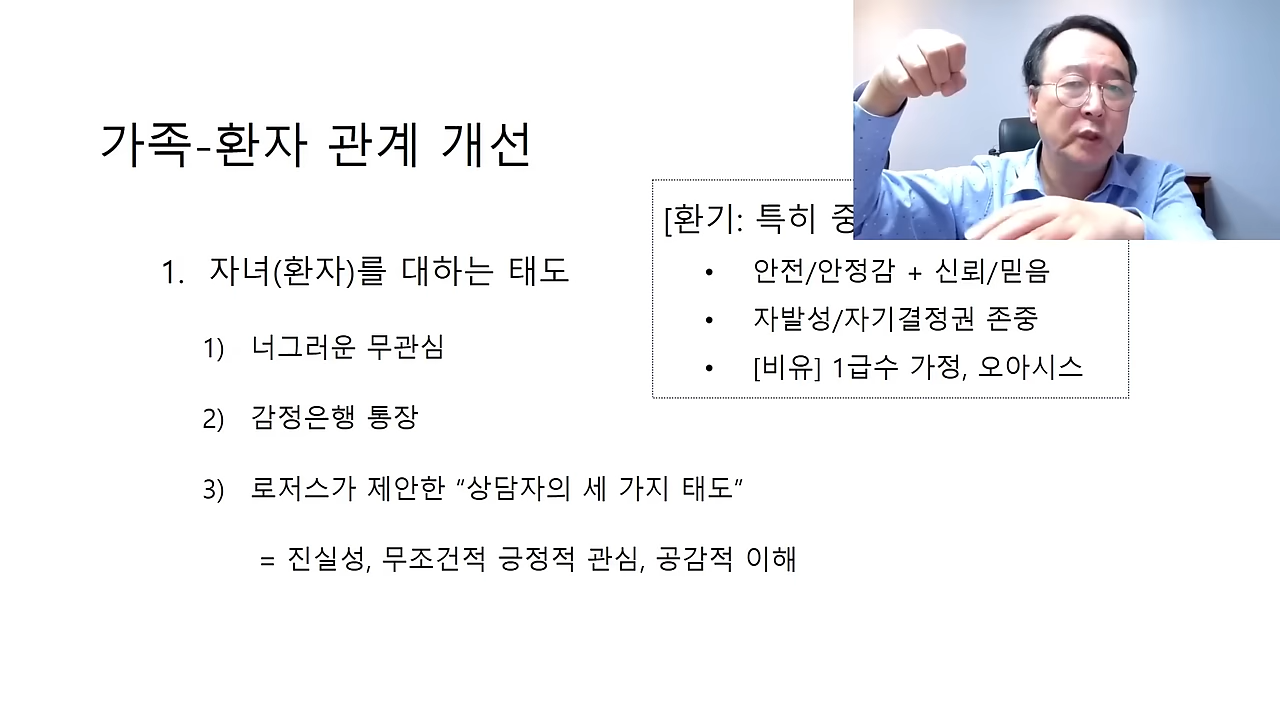 가족-환자 관계 개선
1. 자녀(환자)를 대하는 태도
1) 너그러운 무관심
2) 감정은행 통장
3) 로저스가 제안한 “상담자의 세 가지 태도”
= 진실성, 무조건적 긍정적 관심, 공감적 이해
[환기: 특히
• 안전/안정감 + 신뢰/믿음
• 자발성/자기결정권 존중
• [비유] 1급수 가정, 오아시스